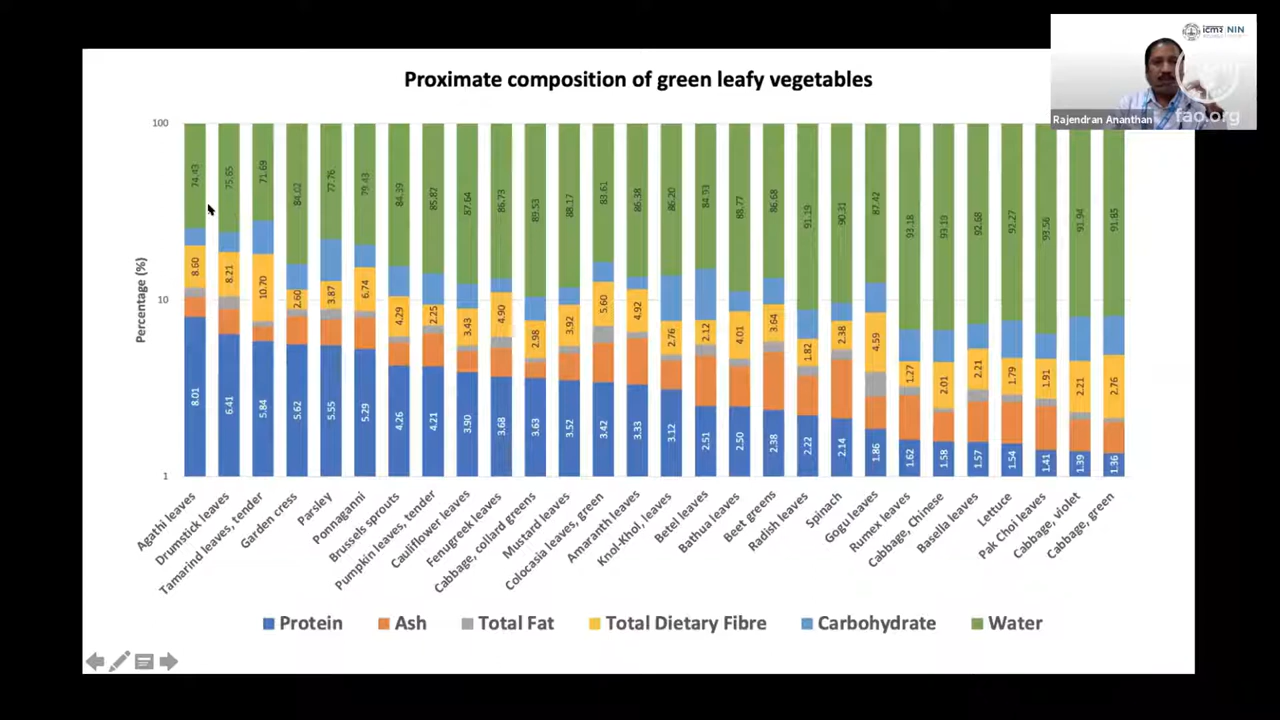 icmr NIN
Proximate composition of green leafy vegetables
fao.org
Rajendran Ananthan
Percentage (%)
100
10
1
74.43 75.65 71.69 84.02 77.76 79.43 84.39 85.82 87.64 86.73 89.53 88.17 83.61 86.38 86.20 84.93 88.77 86.68 91.19 90.31 87.42 93.18 93.19 92.68 92.27 93.56 91.94 91.85
8.60 8.21 10.70 2.60 3.87 6.74 4.29 2.25 3.43 4.90 2.98 3.92 5.60 4.92 2.76 2.12 4.01 3.64 1.82 2.38 4.59 1.27 2.01 2.21 1.79 1.91 2.21 2.76
8.01 6.41 5.84 5.62 5.55 5.29 4.26 4.21 3.90 3.68 3.63 3.52 3.42 3.33 3.12 2.51 2.50 2.38 2.22 2.14 1.86 1.62 1.58 1.57 1.54 1.41 1.39 1.36
Agathi leaves
Drumstick leaves
Tamarind leaves, tender
Garden cress
Parsley
Ponnagani
Brussels sprouts
Pumpkin leaves, tender
Cauliflower leaves
Fenugreek leaves
Cabbage, collard greens
Mustard leaves
Colocasia leaves, green
Amaranth leaves
Knol-Khol, leaves
Betel leaves
Bathua leaves
Beet greens
Radish leaves
Spinach
Gogu leaves
Rumex leaves
Cabbage, Chinese
Basella leaves
Lettuce
Pak Choi leaves
Cabbage, violet
Cabbage, green
Protein Ash Total Fat Total Dietary Fibre Carbohydrate Water